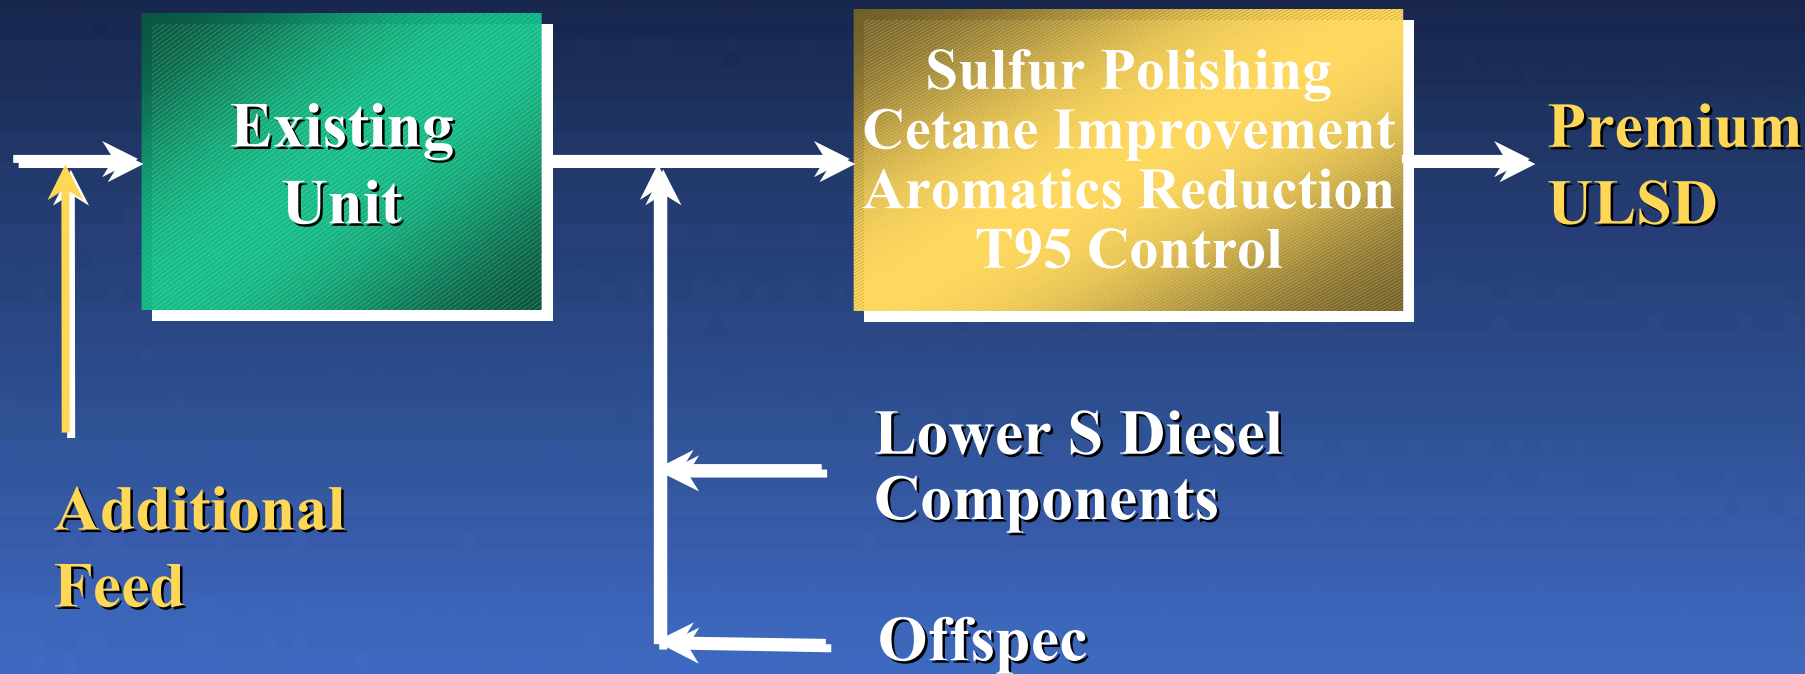 Existing
Unit
Sulfur Polishing
Cetane Improvement
Aromatics Reduction
T95 Control
Premium
ULSD
Additional
Feed
Lower S Diesel
Components
Offspec